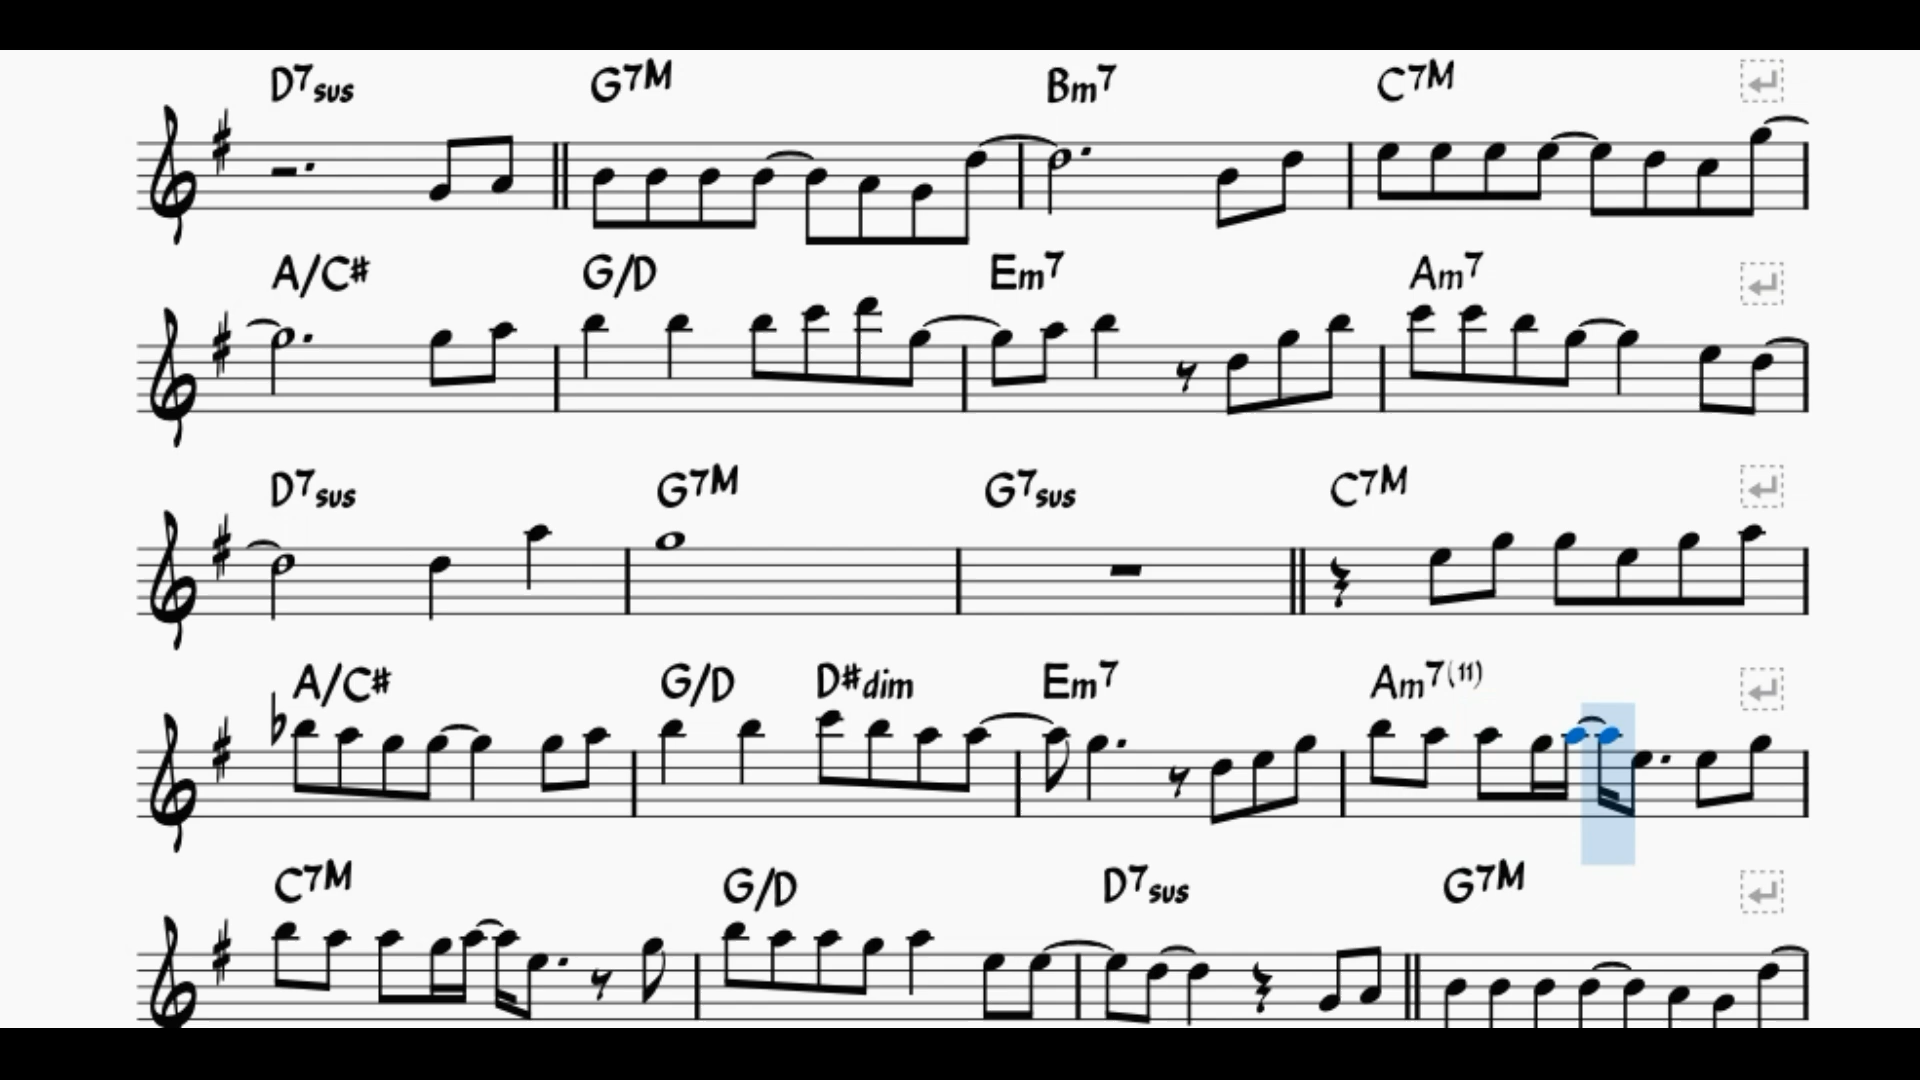 D7sus G7M Bm7 C7M
A/C# G/D Em7 Am7
D7sus G7M G7sus C7M
A/C# G/D D#dim Em7 Am7(11)
C7M G/D D7sus G7M